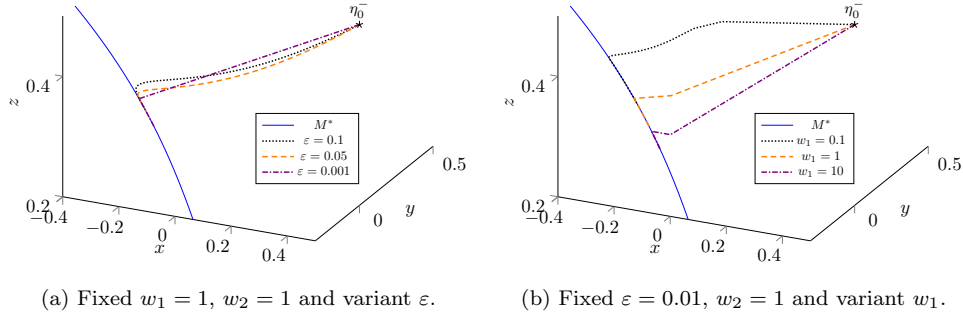 η₀⁻
z
0.4
0.2
−0.4
−0.2
0
0.2
0.4
x
0
0.5
y
M*
ε = 0.1
ε = 0.05
ε = 0.001
(a) Fixed w₁ = 1, w₂ = 1 and variant ε.
η₀⁻
z
0.4
0.2
−0.4
−0.2
0
0.2
0.4
x
0
0.5
y
M*
w₁ = 0.1
w₁ = 1
w₁ = 10
(b) Fixed ε = 0.01, w₂ = 1 and variant w₁.